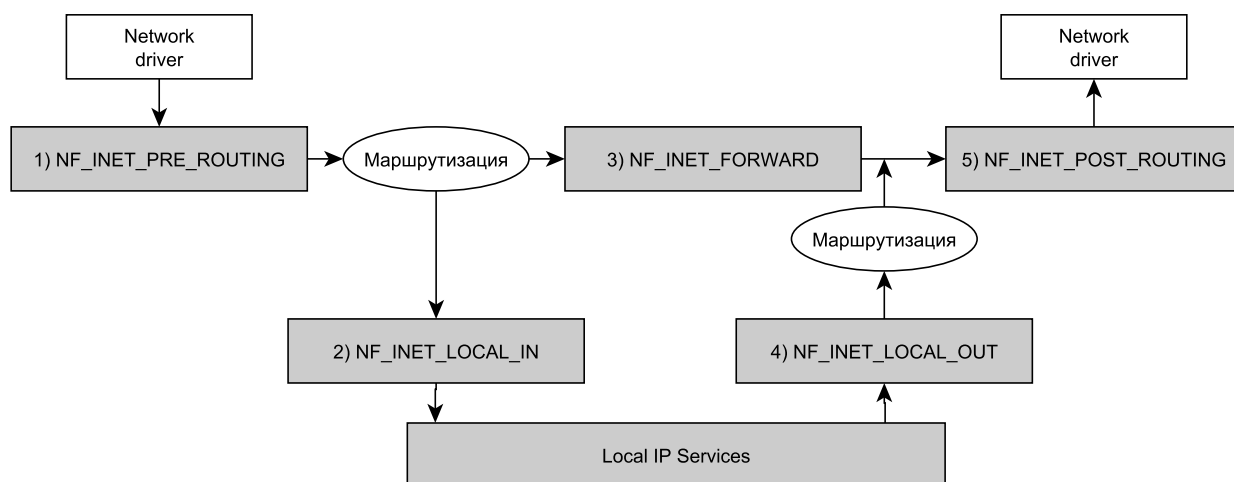 Network
driver
Network
driver
1) NF_INET_PRE_ROUTING
Маршрутизация
3) NF_INET_FORWARD
5) NF_INET_POST_ROUTING
Маршрутизация
2) NF_INET_LOCAL_IN
4) NF_INET_LOCAL_OUT
Local IP Services